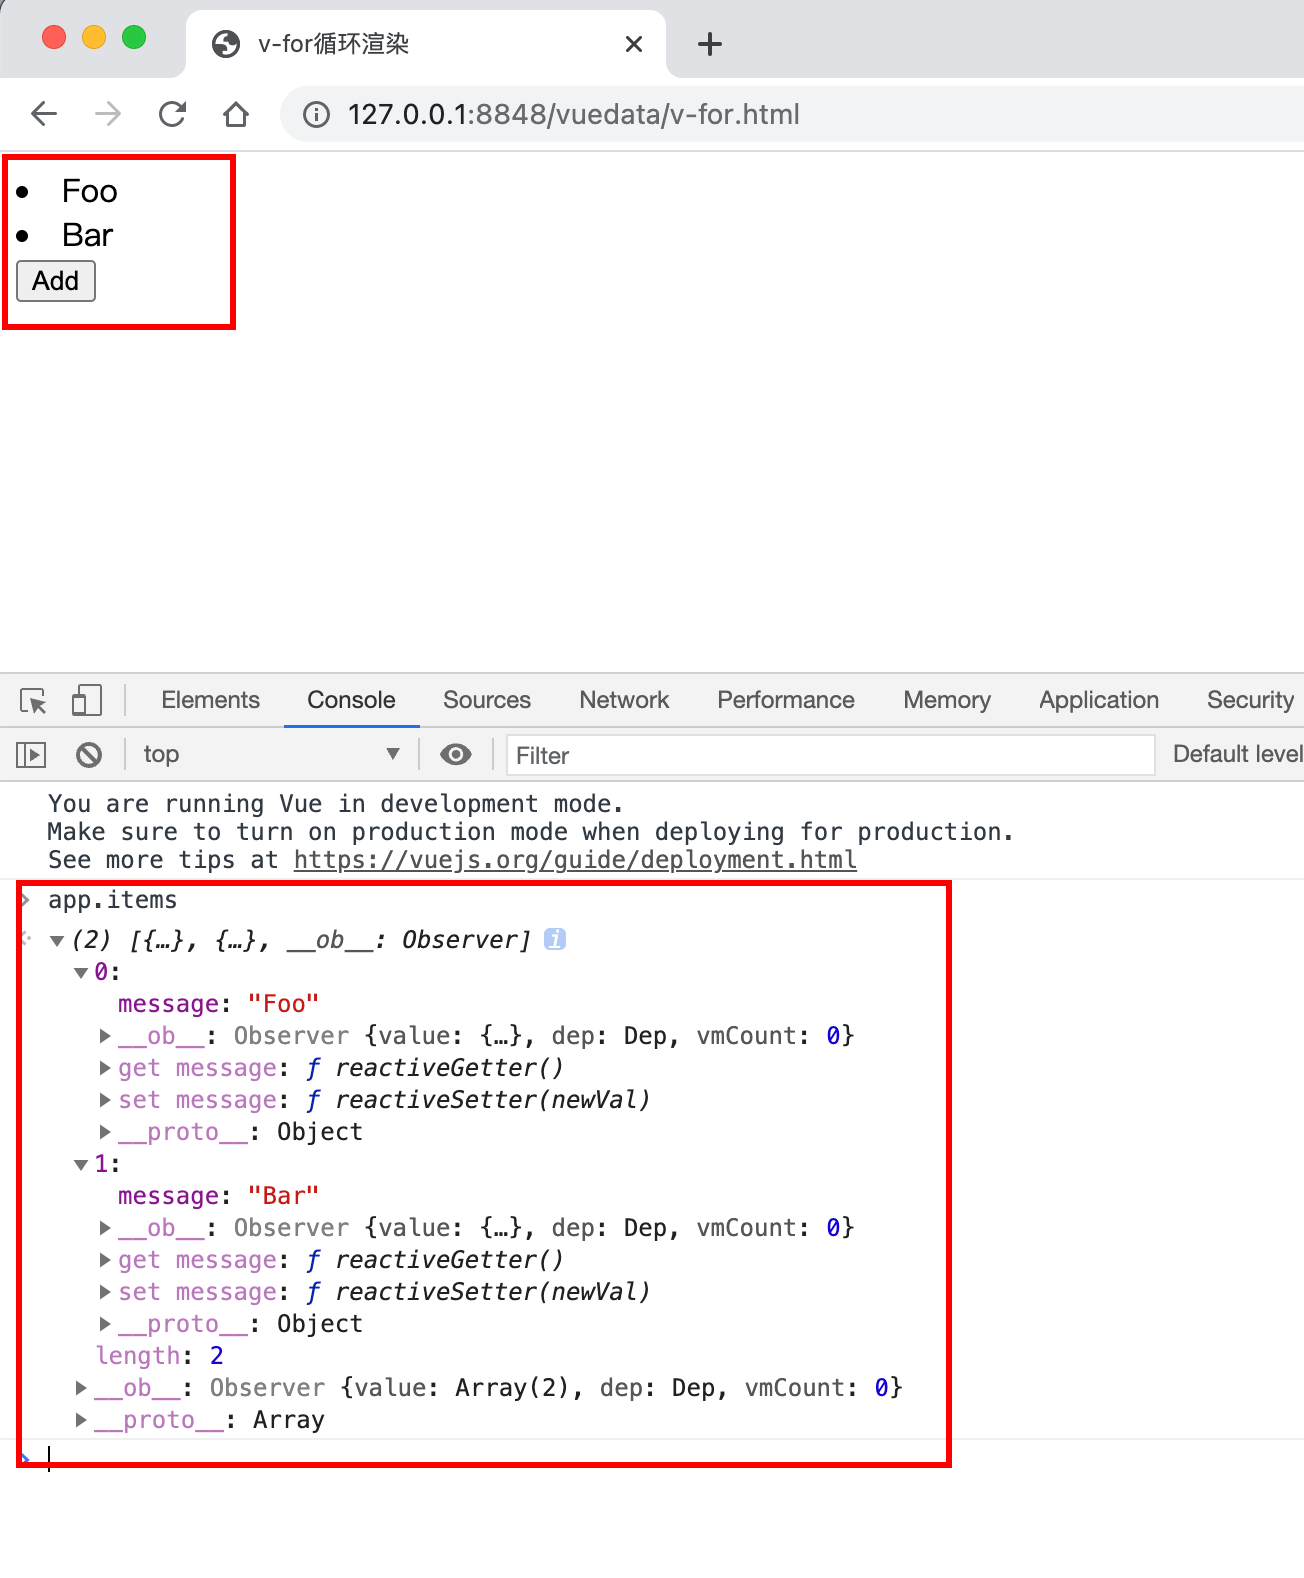 v-for循环渲染
127.0.0.1:8848/vuedata/v-for.html
Foo
Bar
Add
Elements Console Sources Network Performance Memory Application Security
top Filter Default level
You are running Vue in development mode.
Make sure to turn on production mode when deploying for production.
See more tips at https://vuejs.org/guide/deployment.html
app.items
(2) [{…}, {…}, __ob__: Observer] i
0:
message: "Foo"
__ob__: Observer {value: {…}, dep: Dep, vmCount: 0}
get message: ƒ reactiveGetter()
set message: ƒ reactiveSetter(newVal)
__proto__: Object
1:
message: "Bar"
__ob__: Observer {value: {…}, dep: Dep, vmCount: 0}
get message: ƒ reactiveGetter()
set message: ƒ reactiveSetter(newVal)
__proto__: Object
length: 2
__ob__: Observer {value: Array(2), dep: Dep, vmCount: 0}
__proto__: Array